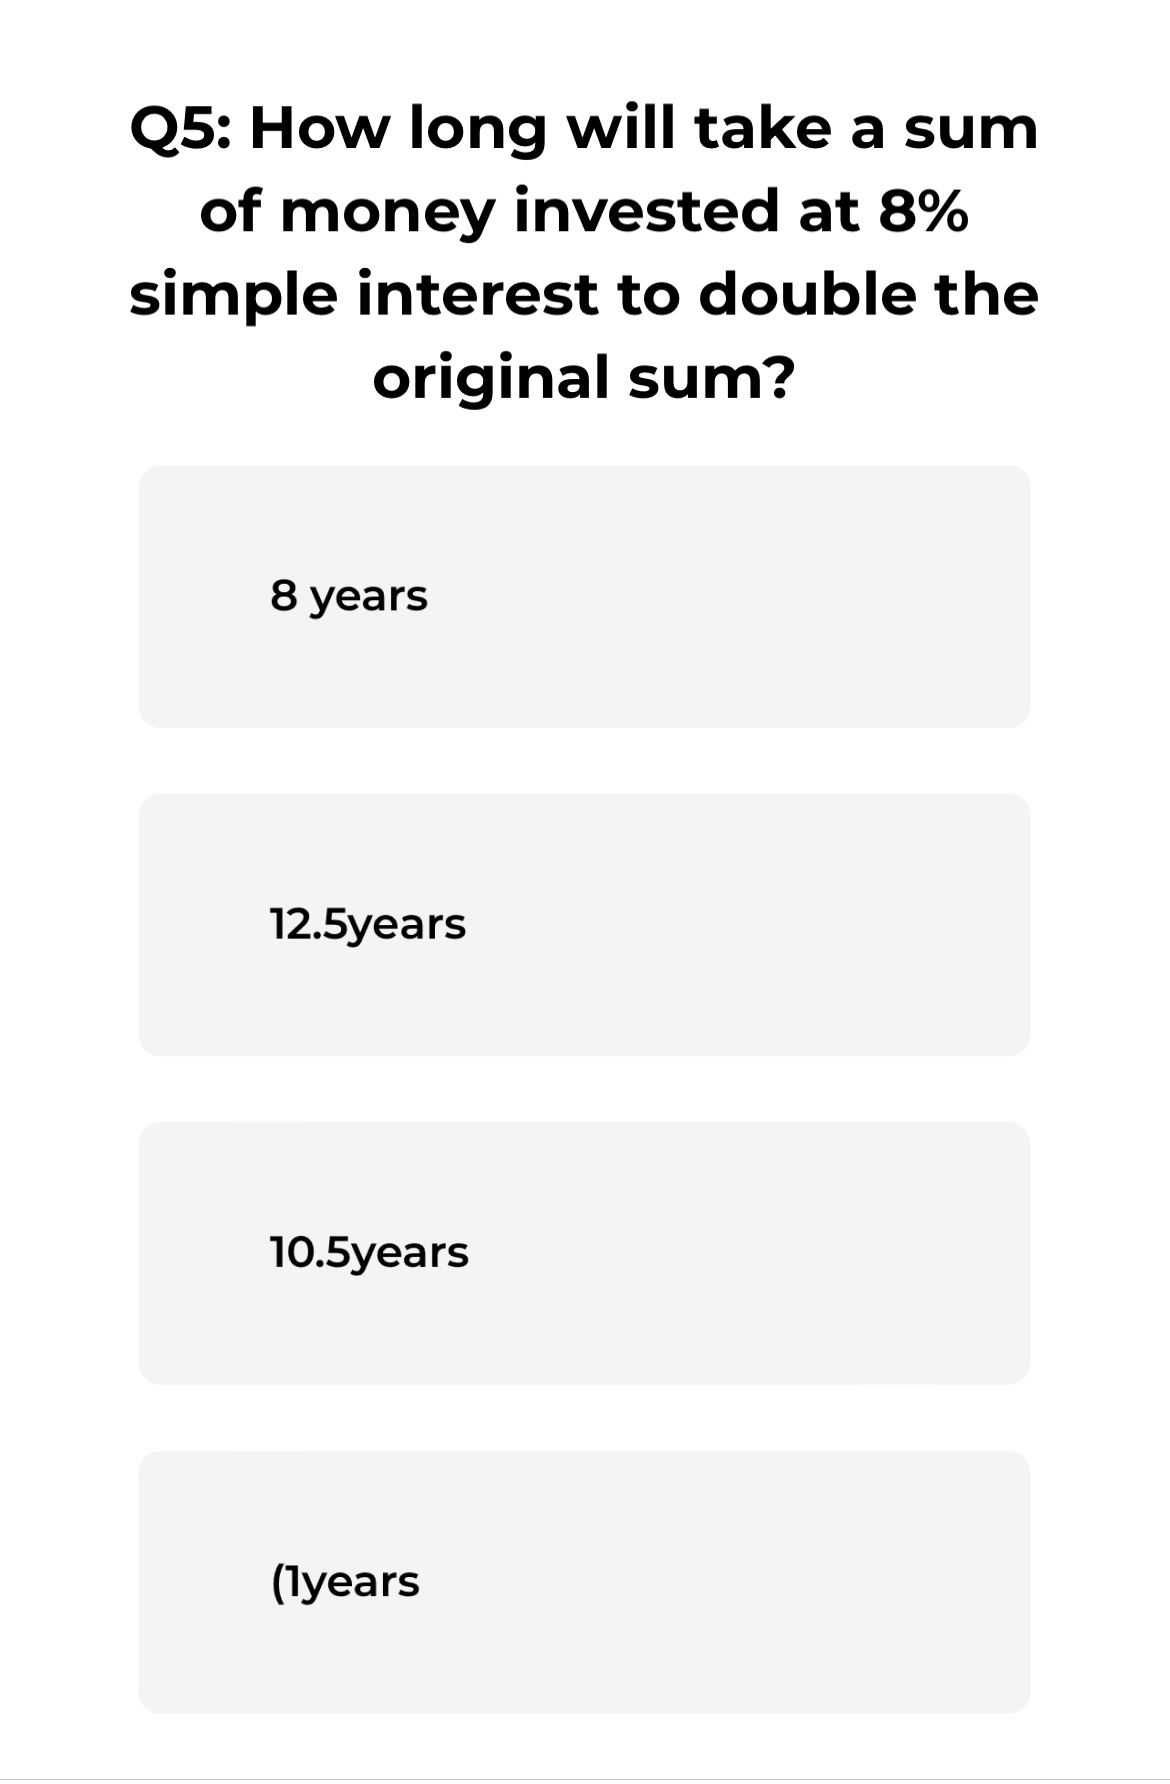 Q5: How long will take a sum
of money invested at 8%
simple interest to double the
original sum?
8 years
12.5years
10.5years
(1years